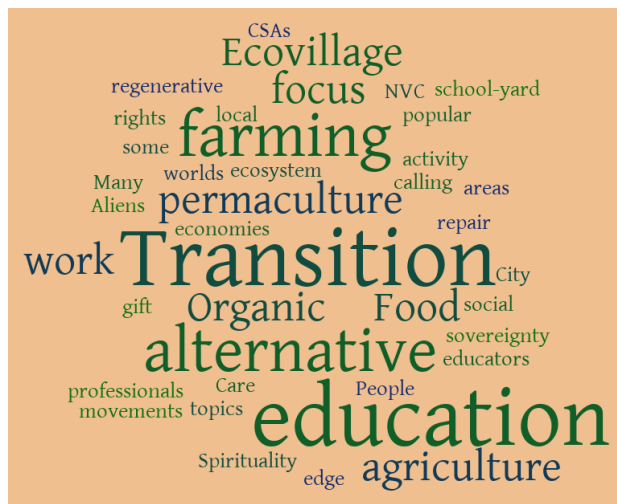 CSAs
Ecovillage
focus
regenerative
NVC
school-yard
rights
local
farming
popular
some
activity
worlds
ecosystem
Many
calling
areas
permaculture
Aliens
economies
repair
Transition
work
City
gift
Organic
Food
social
alternative
sovereignty
educators
professionals
Care
People
movements
topics
education
Spirituality
agriculture
edge